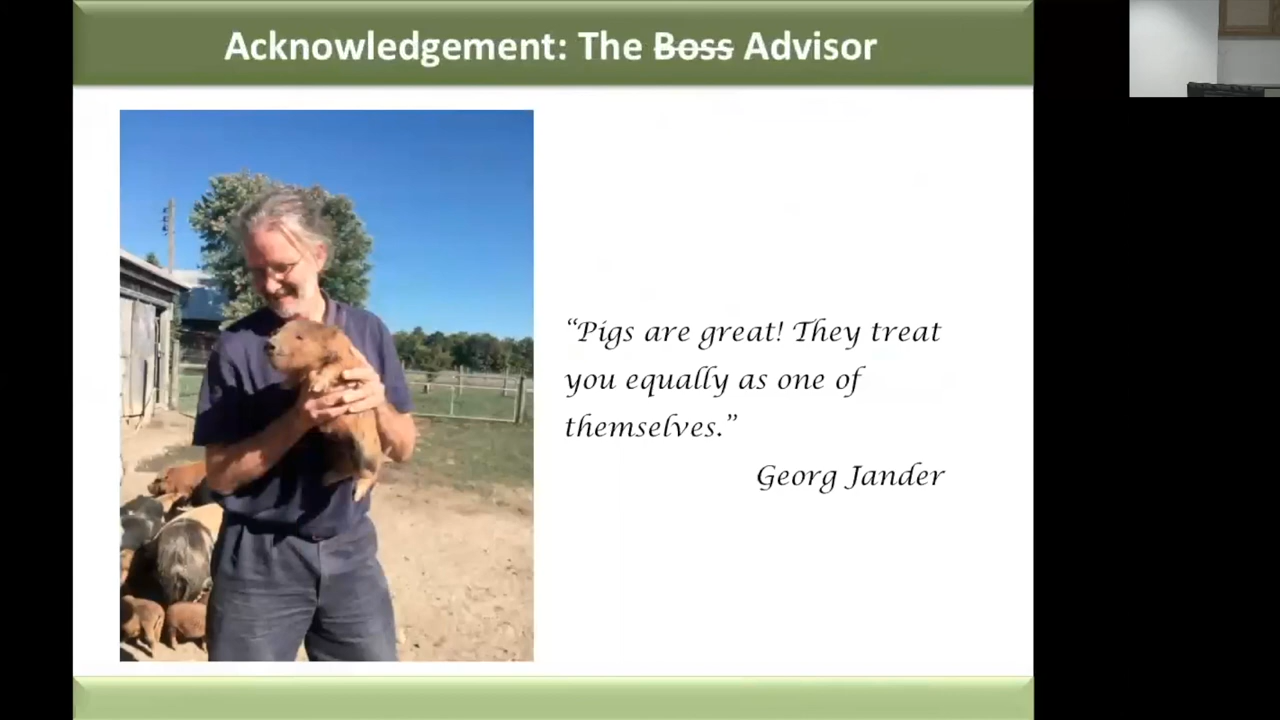 Acknowledgement: The Boss Advisor
“Pigs are great! They treat
you equally as one of
themselves.”
Georg Jander